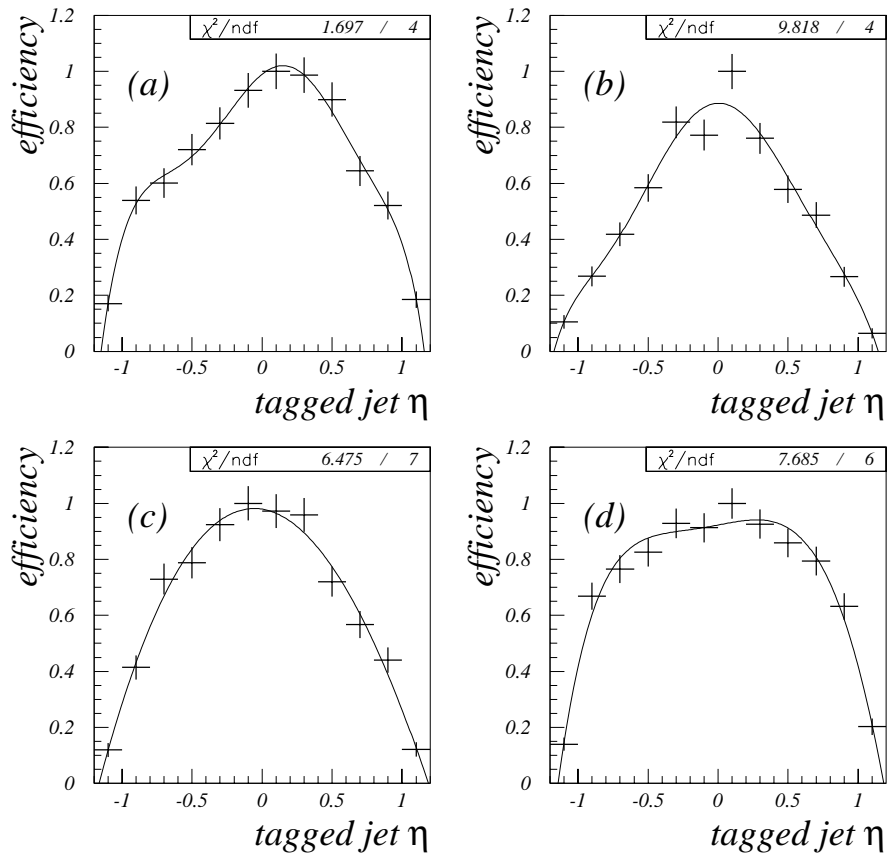 χ²/ndf 1.697 / 4
(a)
efficiency
1.2
1
0.8
0.6
0.4
0.2
0
-1 -0.5 0 0.5 1
tagged jet η
χ²/ndf 9.818 / 4
(b)
efficiency
1.2
1
0.8
0.6
0.4
0.2
0
-1 -0.5 0 0.5 1
tagged jet η
χ²/ndf 6.475 / 7
(c)
efficiency
1.2
1
0.8
0.6
0.4
0.2
0
-1 -0.5 0 0.5 1
tagged jet η
χ²/ndf 7.685 / 6
(d)
efficiency
1.2
1
0.8
0.6
0.4
0.2
0
-1 -0.5 0 0.5 1
tagged jet η